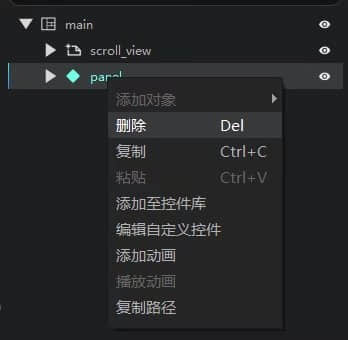 main
scroll_view
panel
添加对象
删除 Del
复制 Ctrl+C
粘贴 Ctrl+V
添加至控件库
编辑自定义控件
添加动画
播放动画
复制路径